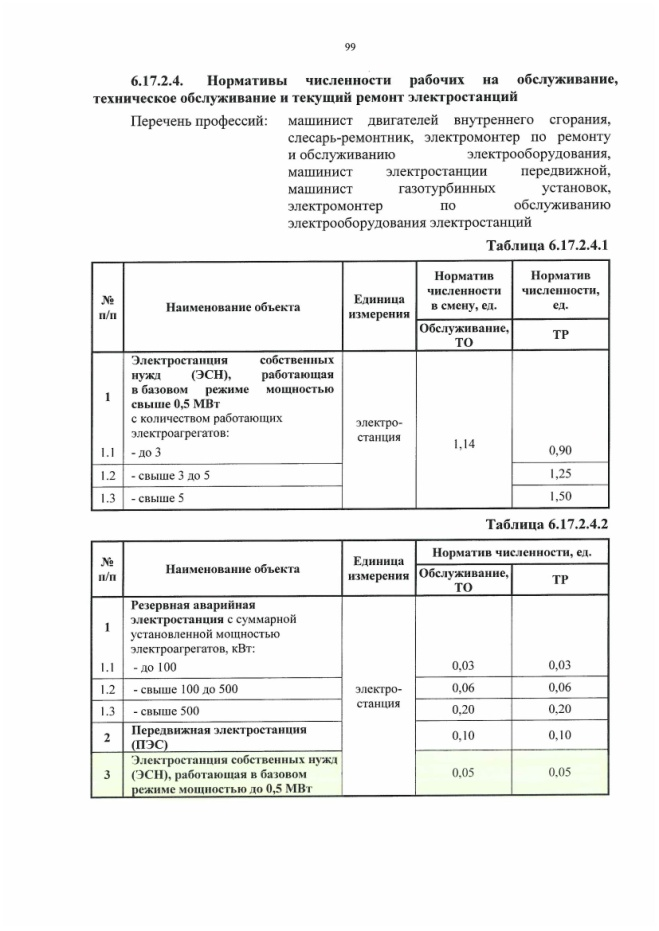 99
6.17.2.4. Нормативы численности рабочих на обслуживание,
техническое обслуживание и текущий ремонт электростанций
Перечень профессий: машинист двигателей внутреннего сгорания,
слесарь-ремонтник, электромонтер по ремонту
и обслуживанию электрооборудования,
машинист электростанции передвижной,
машинист газотурбинных установок,
электромонтер по обслуживанию
электрооборудования электростанций
Таблица 6.17.2.4.1
№ п/п
Наименование объекта
Единица измерения
Норматив численности в смену, ед.
Норматив численности, ед.
Обслуживание, ТО
ТР
1
Электростанция собственных
нужд (ЭСН), работающая
в базовом режиме мощностью
свыше 0,5 МВт
с количеством работающих
электроагрегатов:
электро-
станция
1,14
1.1 - до 3 0,90
1.2 - свыше 3 до 5 1,25
1.3 - свыше 5 1,50
Таблица 6.17.2.4.2
№ п/п
Наименование объекта
Единица измерения
Норматив численности, ед.
Обслуживание, ТО
ТР
1
Резервная аварийная
электростанция с суммарной
установленной мощностью
электроагрегатов, кВт:
1.1 - до 100 0,03 0,03
электро-
станция
1.2 - свыше 100 до 500 0,06 0,06
1.3 - свыше 500 0,20 0,20
2
Передвижная электростанция
(ПЭС)
0,10 0,10
3
Электростанция собственных нужд
(ЭСН), работающая в базовом
режиме мощностью до 0,5 МВт
0,05 0,05